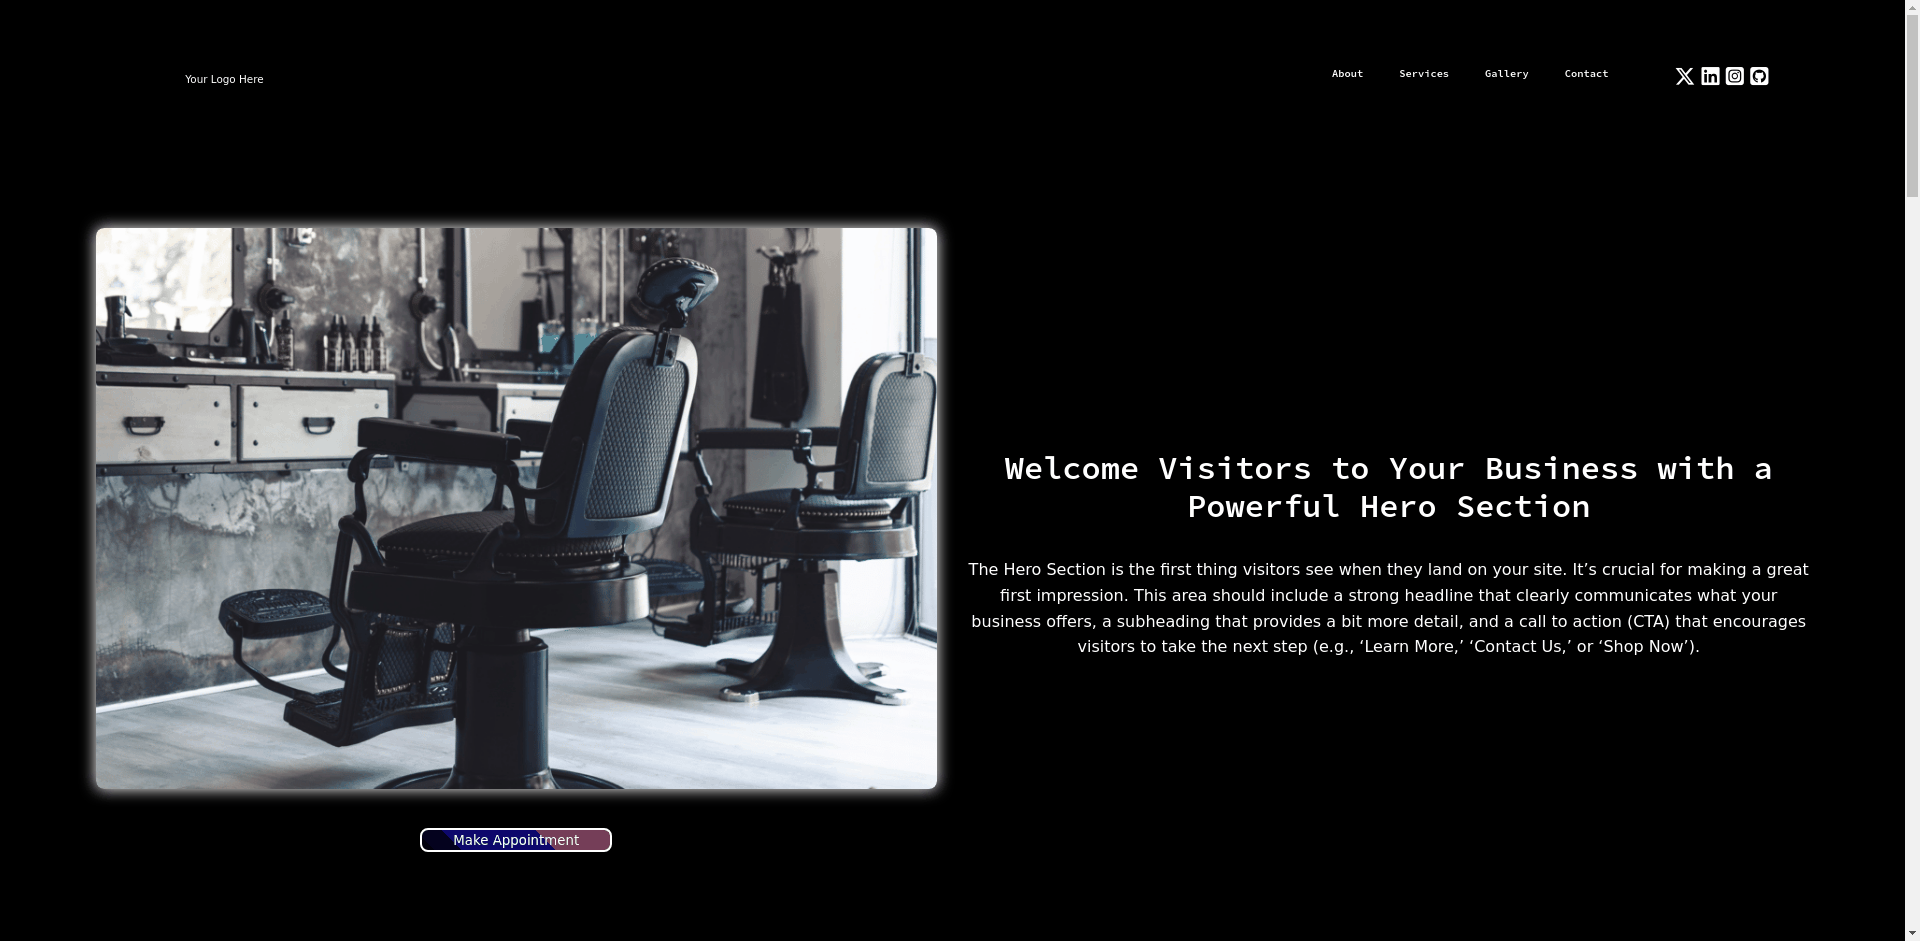 Your Logo Here
About
Services
Gallery
Contact
Welcome Visitors to Your Business with a
Powerful Hero Section
The Hero Section is the first thing visitors see when they land on your site. It’s crucial for making a great
first impression. This area should include a strong headline that clearly communicates what your
business offers, a subheading that provides a bit more detail, and a call to action (CTA) that encourages
visitors to take the next step (e.g., ‘Learn More,’ ‘Contact Us,’ or ‘Shop Now’).
Make Appointment